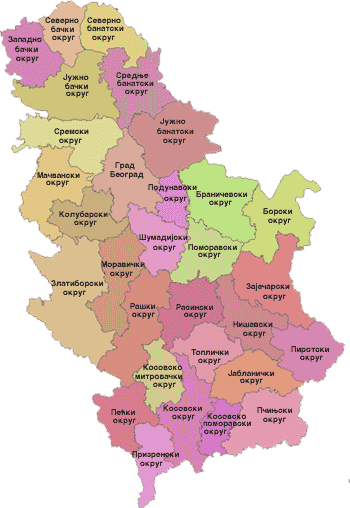 Северно
бачки
округ
Северно
банатски
округ
Западно
бачки
округ
Јужно
бачки
округ
Средње
банатски
округ
Сремски
округ
Јужно
банатски
округ
Мачвански
округ
Град
Београд
Подунавски
округ
Браничевски
округ
Борски
округ
Колубарски
округ
Шумадијски
округ
Поморавски
округ
Златиборски
округ
Моравички
округ
Зајечарски
округ
Рашки
округ
Расински
округ
Нишавски
округ
Пиротски
округ
Топлички
округ
Косовско
митровачки
округ
Јабланички
округ
Пећки
округ
Косовски
округ
Косовско
поморавски
округ
Пчињски
округ
Призренски
округ